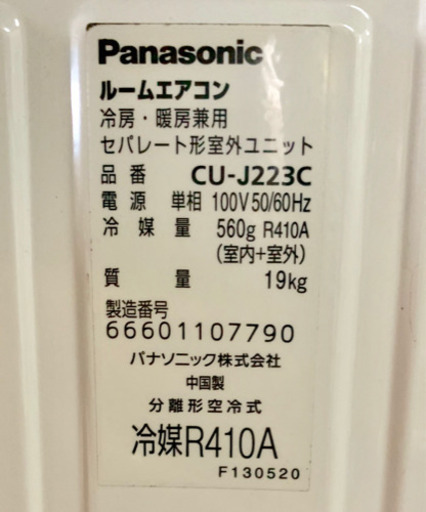 Panasonic
ルームエアコン
冷房・暖房兼用
セパレート形室外ユニット
品番 CU-J223C
電源 単相 100V 50/60Hz
冷媒量 560g R410A
(室内+室外)
質量 19kg
製造番号
66601107790
パナソニック株式会社
中国製
分離形空冷式
冷媒R410A
F130520